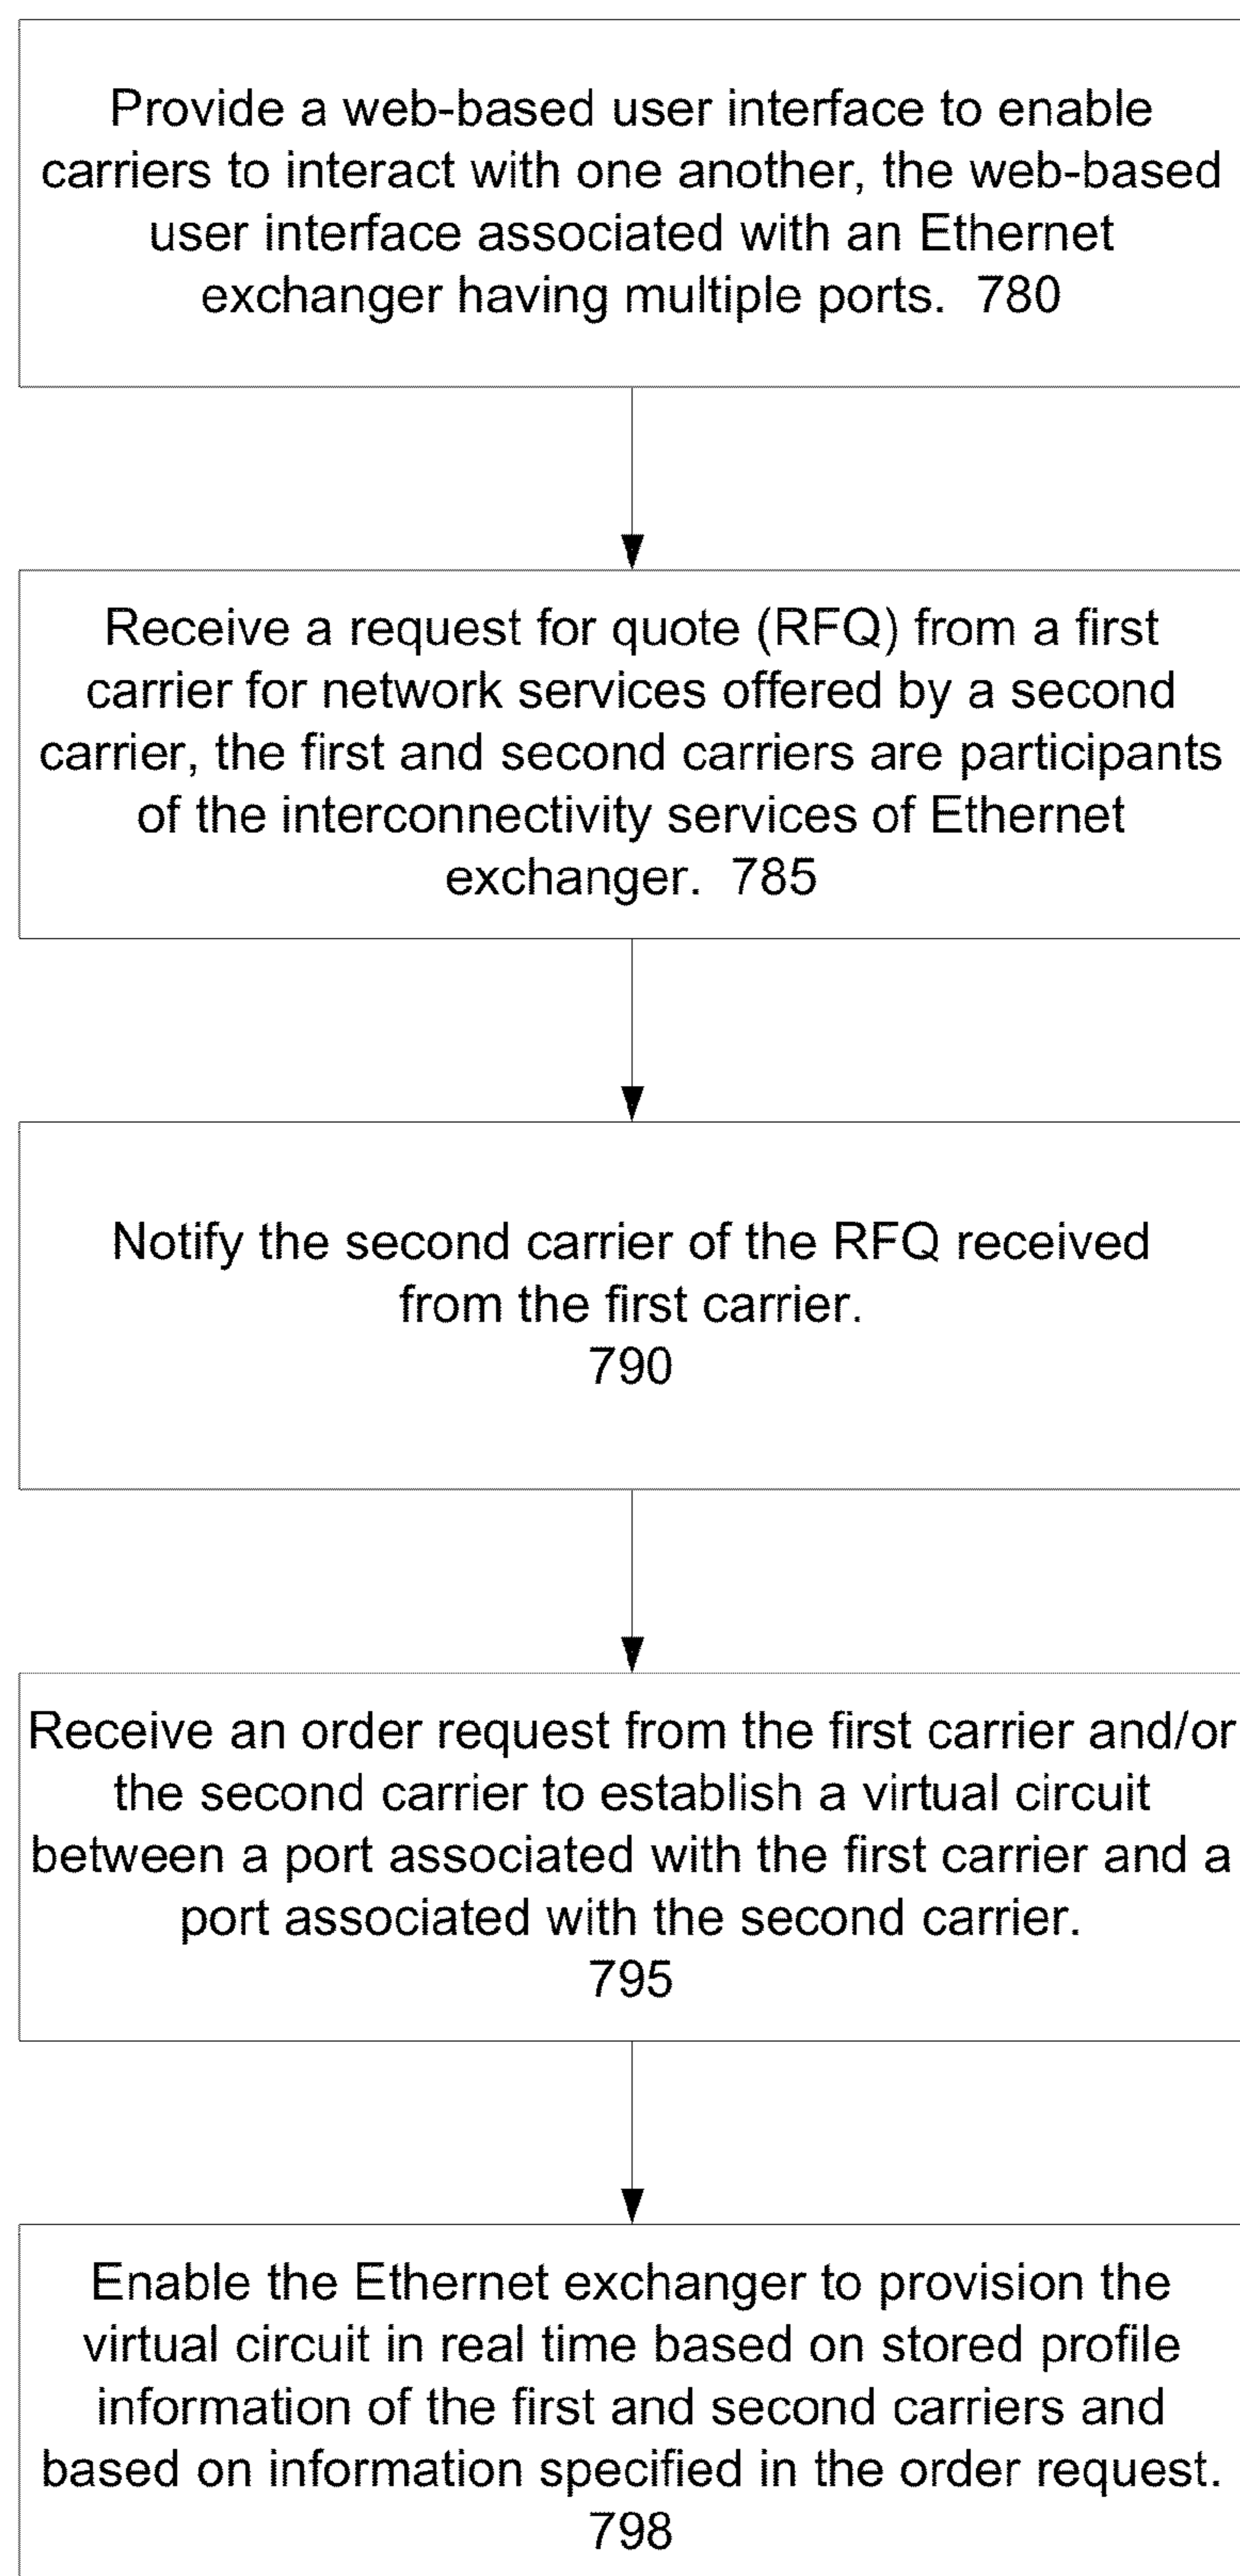 Provide a web-based user interface to enable
carriers to interact with one another, the web-based
user interface associated with an Ethernet
exchanger having multiple ports.  780
Receive a request for quote (RFQ) from a first
carrier for network services offered by a second
carrier, the first and second carriers are participants
of the interconnectivity services of Ethernet
exchanger.  785
Notify the second carrier of the RFQ received
from the first carrier.
790
Receive an order request from the first carrier and/or
the second carrier to establish a virtual circuit
between a port associated with the first carrier and a
port associated with the second carrier.
795
Enable the Ethernet exchanger to provision the
virtual circuit in real time based on stored profile
information of the first and second carriers and
based on information specified in the order request.
798